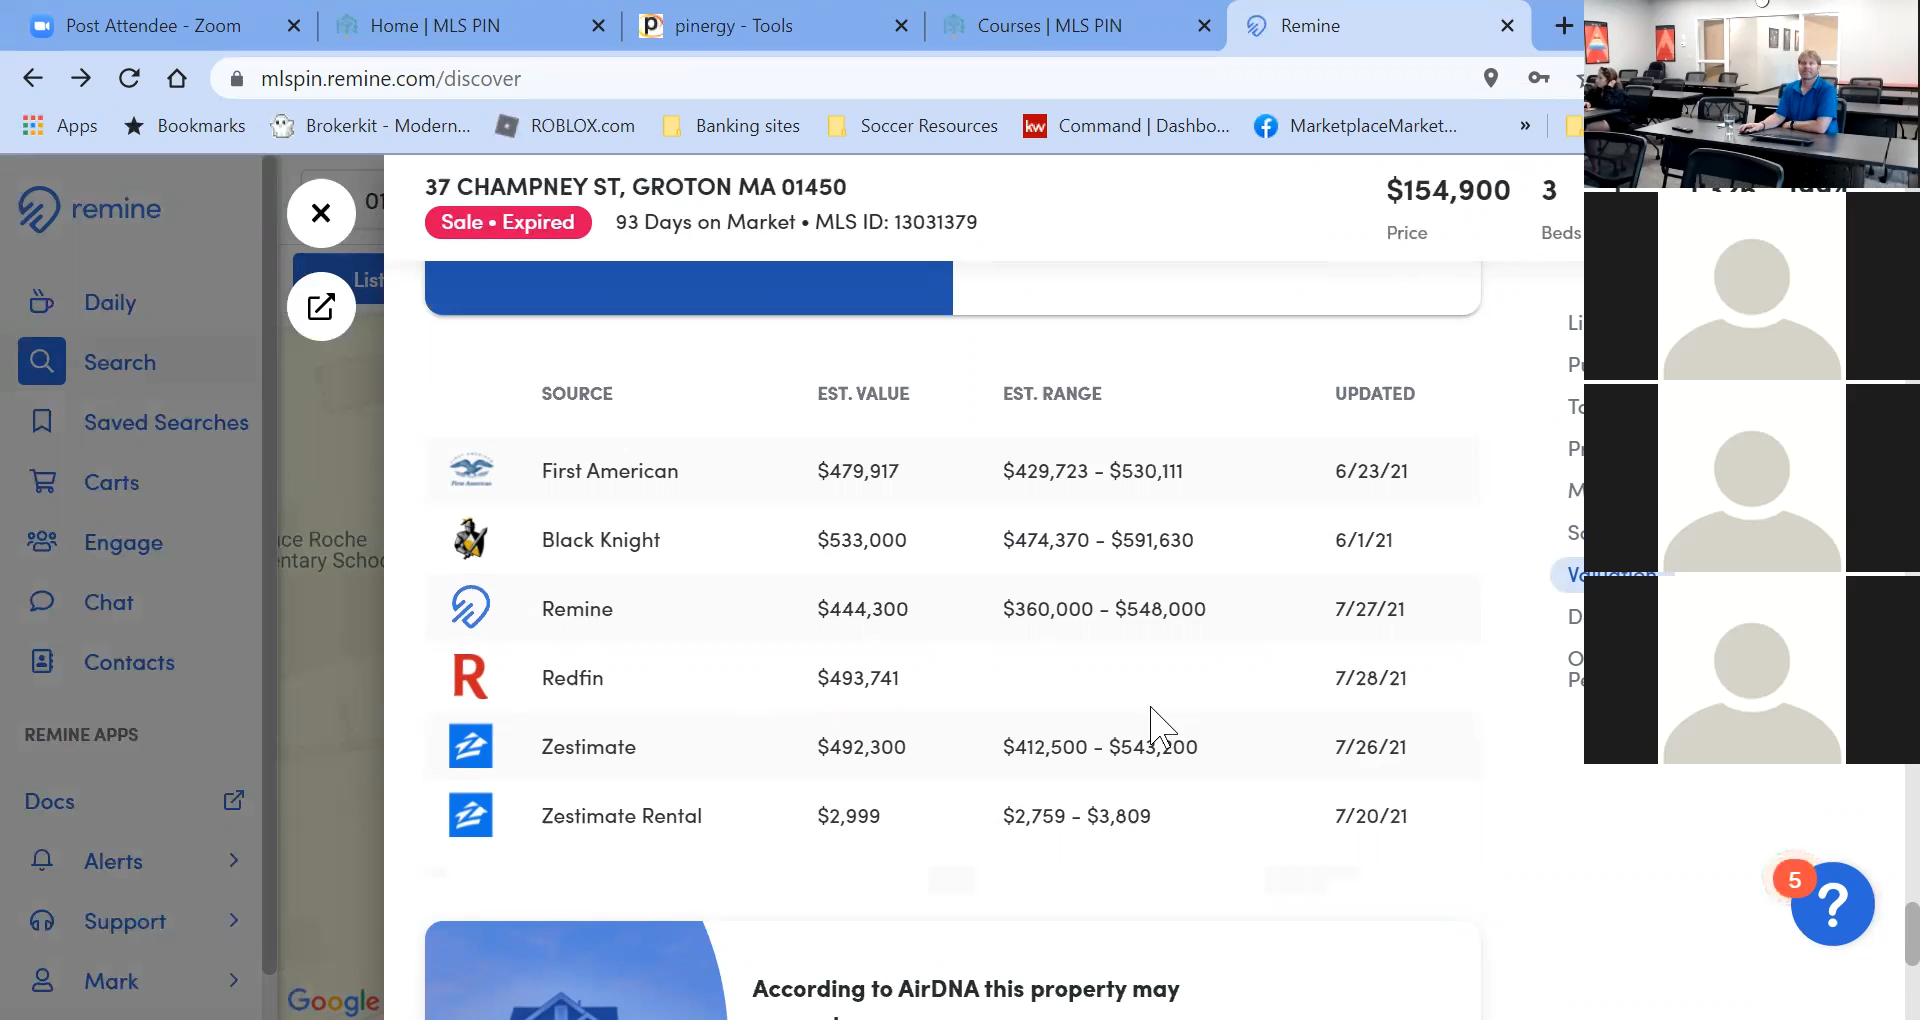 Post Attendee - Zoom
Home | MLS PIN
pinergy - Tools
Courses | MLS PIN
Remine
mlspin.remine.com/discover
Apps
Bookmarks
Brokerkit - Modern...
ROBLOX.com
Banking sites
Soccer Resources
kw
Command | Dashbo...
MarketplaceMarket...
»
remine
Daily
Search
Saved Searches
Carts
Engage
Chat
Contacts
REMINE APPS
Docs
Alerts
Support
Mark
01
List
ntary Schoo
Google
37 CHAMPNEY ST, GROTON MA 01450
Sale • Expired
93 Days on Market • MLS ID: 13031379
$154,900
Price
3
Beds
SOURCE EST. VALUE EST. RANGE UPDATED
First American $479,917 $429,723 - $530,111 6/23/21
Black Knight $533,000 $474,370 - $591,630 6/1/21
Remine $444,300 $360,000 - $548,000 7/27/21
Redfin $493,741 7/28/21
Zestimate $492,300 $412,500 - $543,200 7/26/21
Zestimate Rental $2,999 $2,759 - $3,809 7/20/21
According to AirDNA this property may
5
?